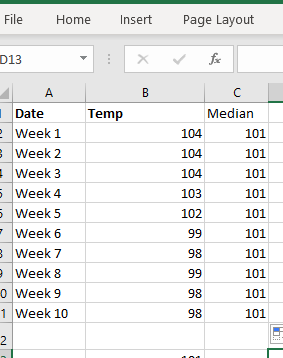 File Home Insert Page Layout
D13 fx
A B C
1 Date Temp Median
2 Week 1 104 101
3 Week 2 104 101
4 Week 3 104 101
5 Week 4 103 101
6 Week 5 102 101
7 Week 6 99 101
8 Week 7 98 101
9 Week 8 99 101
10 Week 9 98 101
11 Week 10 98 101
2